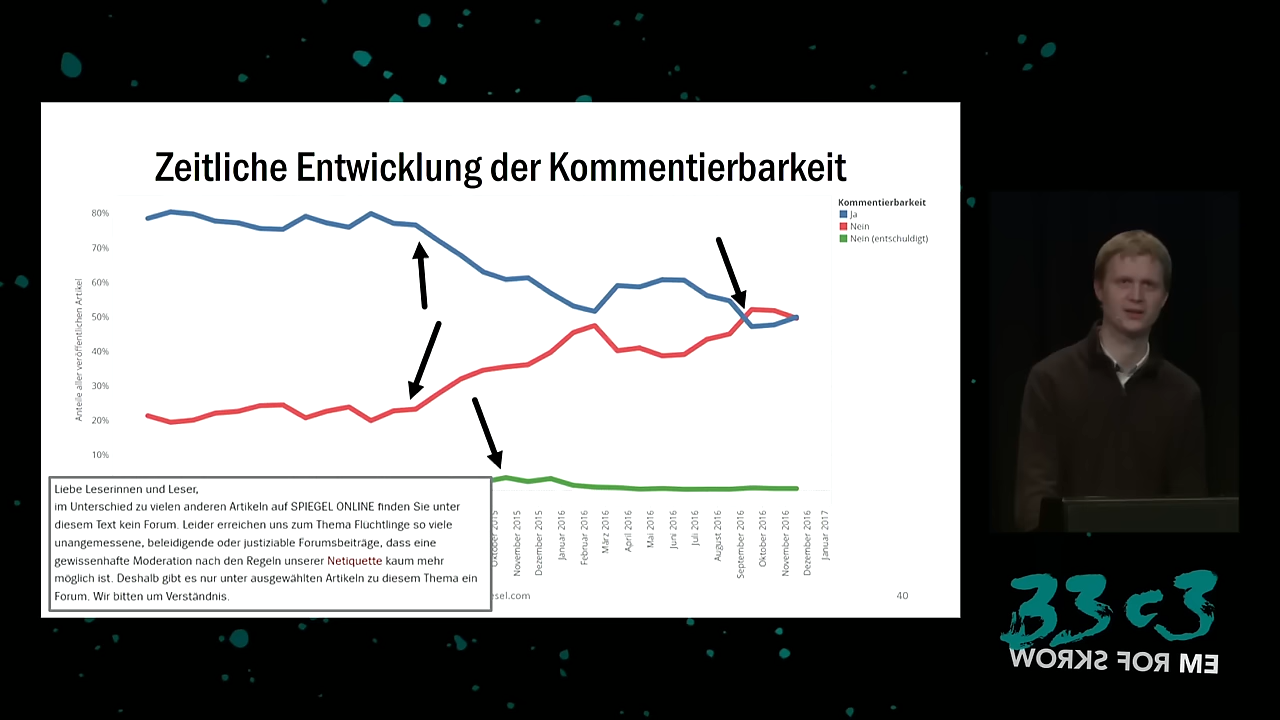 Zeitliche Entwicklung der Kommentierbarkeit
Kommentierbarkeit
Ja
Nein
Nein (entschuldigt)
80%
70%
60%
50%
40%
30%
20%
10%
Anteile aller veröffentlichen Artikel
Liebe Leserinnen und Leser,
im Unterschied zu vielen anderen Artikeln auf SPIEGEL ONLINE finden Sie unter
diesem Text kein Forum. Leider erreichen uns zum Thema Flüchtlinge so viele
unangemessene, beleidigende oder justiziable Forumsbeiträge, dass eine
gewissenhafte Moderation nach den Regeln unserer Netiquette kaum mehr
möglich ist. Deshalb gibt es nur unter ausgewählten Artikeln zu diesem Thema ein
Forum. Wir bitten um Verständnis.
Oktober 2015
November 2015
Dezember 2015
Januar 2016
Februar 2016
März 2016
April 2016
Mai 2016
Juni 2016
Juli 2016
August 2016
September 2016
Oktober 2016
November 2016
Dezember 2016
Januar 2017
esel.com
40
33c3
WORKS FOR ME